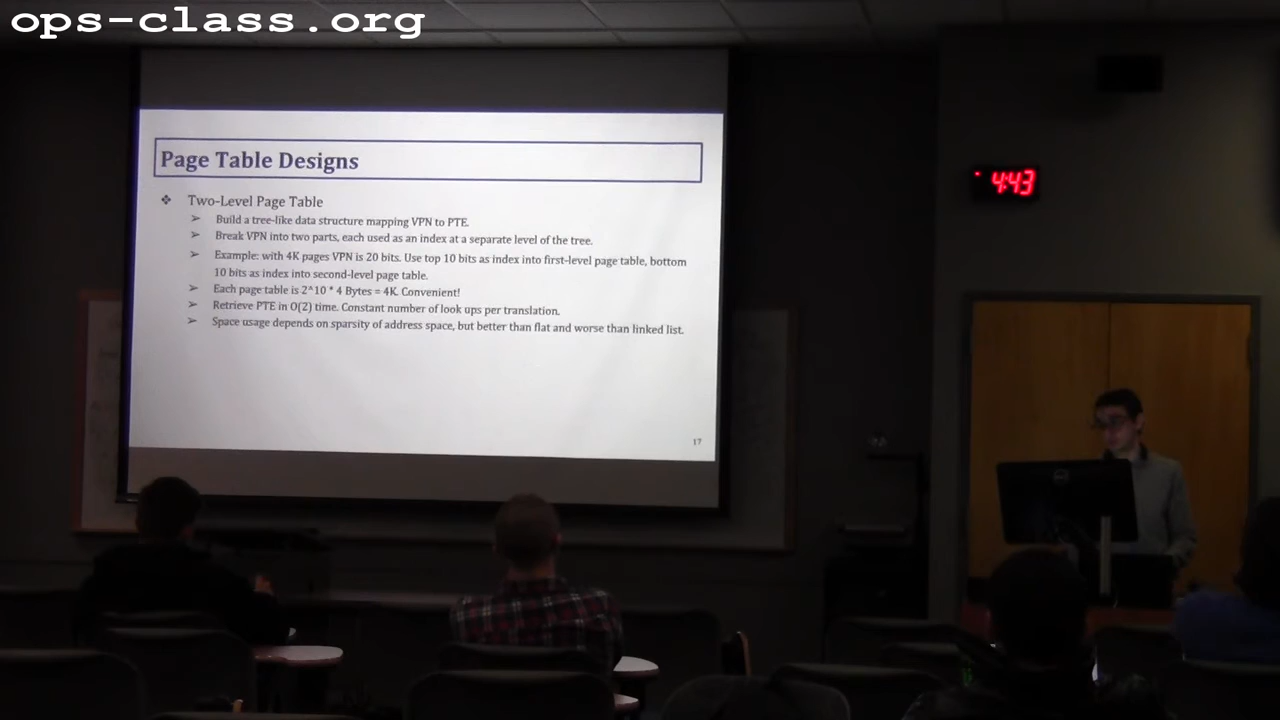 ops-class.org
Page Table Designs
4:43
❖ Two-Level Page Table
➢ Build a tree-like data structure mapping VPN to PTE.
➢ Break VPN into two parts, each used as an index at a separate level of the tree.
➢ Example: with 4K pages VPN is 20 bits. Use top 10 bits as index into first-level page table, bottom
10 bits as index into second-level page table.
➢ Each page table is 2^10 * 4 Bytes = 4K. Convenient!
➢ Retrieve PTE in O(2) time. Constant number of look ups per translation.
➢ Space usage depends on sparsity of address space, but better than flat and worse than linked list.
17